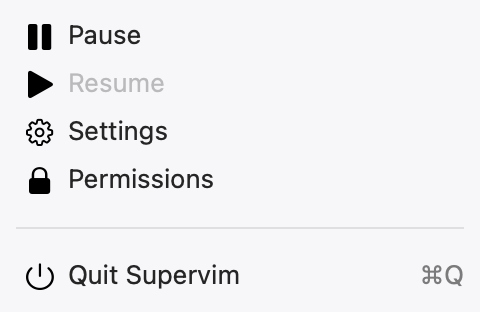 Pause
Resume
Settings
Permissions
Quit Supervim ⌘Q